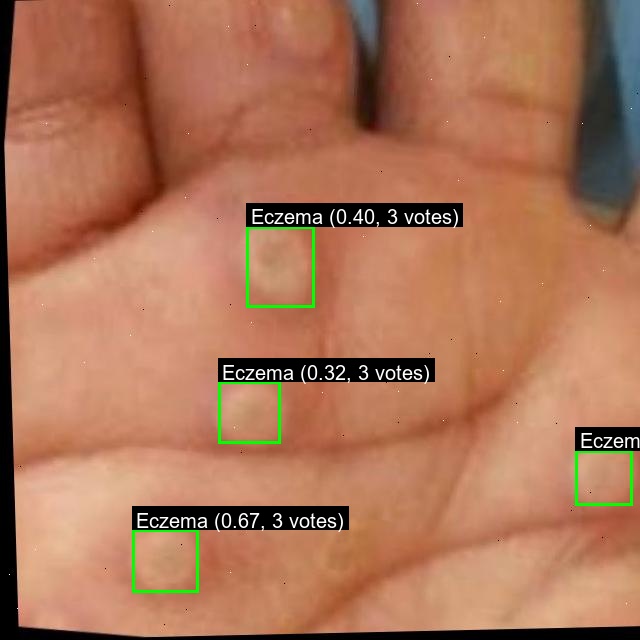 Eczema (0.40, 3 votes)
Eczema (0.32, 3 votes)
Eczem
Eczema (0.67, 3 votes)